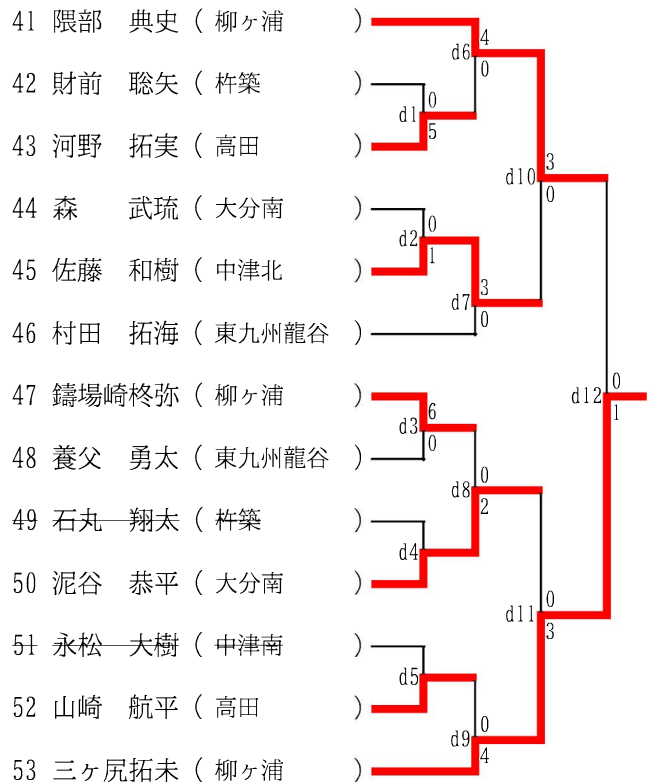 41 隈部　典史 ( 柳ヶ浦 )
42 財前　聡矢 ( 杵築 )
43 河野　拓実 ( 高田 )
44 森　　武琉 ( 大分南 )
45 佐藤　和樹 ( 中津北 )
46 村田　拓海 ( 東九州龍谷 )
47 鑄場崎柊弥 ( 柳ヶ浦 )
48 養父　勇太 ( 東九州龍谷 )
49 石丸　翔太 ( 杵築 )
50 泥谷　恭平 ( 大分南 )
51 永松　大樹 ( 中津南 )
52 山崎　航平 ( 高田 )
53 三ヶ尻拓未 ( 柳ヶ浦 )
d1 0 5
d2 0 1
d3 6 0
d4
d5
d6 4 0
d7 3 0
d8 0 2
d9 0 4
d10 3 0
d11 0 3
d12 0 1